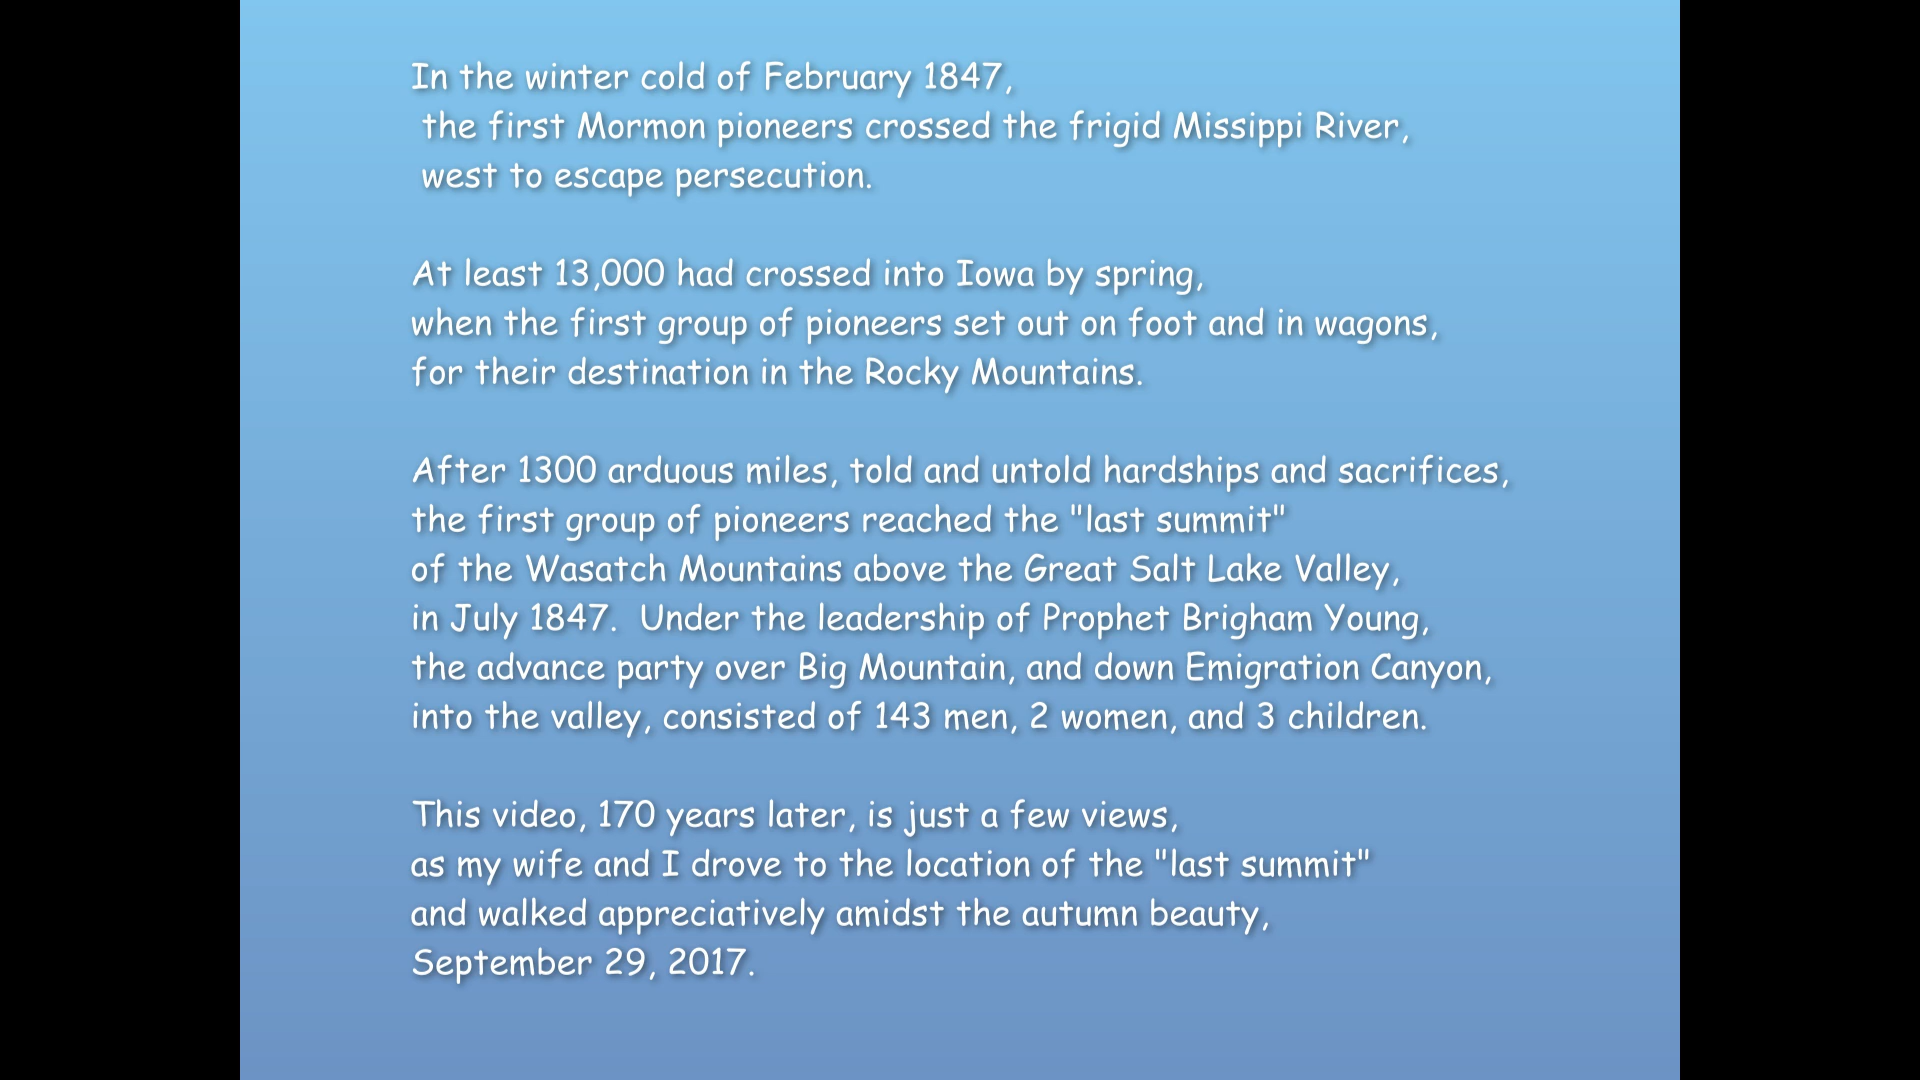 In the winter cold of February 1847,
the first Mormon pioneers crossed the frigid Missippi River,
west to escape persecution.
At least 13,000 had crossed into Iowa by spring,
when the first group of pioneers set out on foot and in wagons,
for their destination in the Rocky Mountains.
After 1300 arduous miles, told and untold hardships and sacrifices,
the first group of pioneers reached the "last summit"
of the Wasatch Mountains above the Great Salt Lake Valley,
in July 1847.  Under the leadership of Prophet Brigham Young,
the advance party over Big Mountain, and down Emigration Canyon,
into the valley, consisted of 143 men, 2 women, and 3 children.
This video, 170 years later, is just a few views,
as my wife and I drove to the location of the "last summit"
and walked appreciatively amidst the autumn beauty,
September 29, 2017.